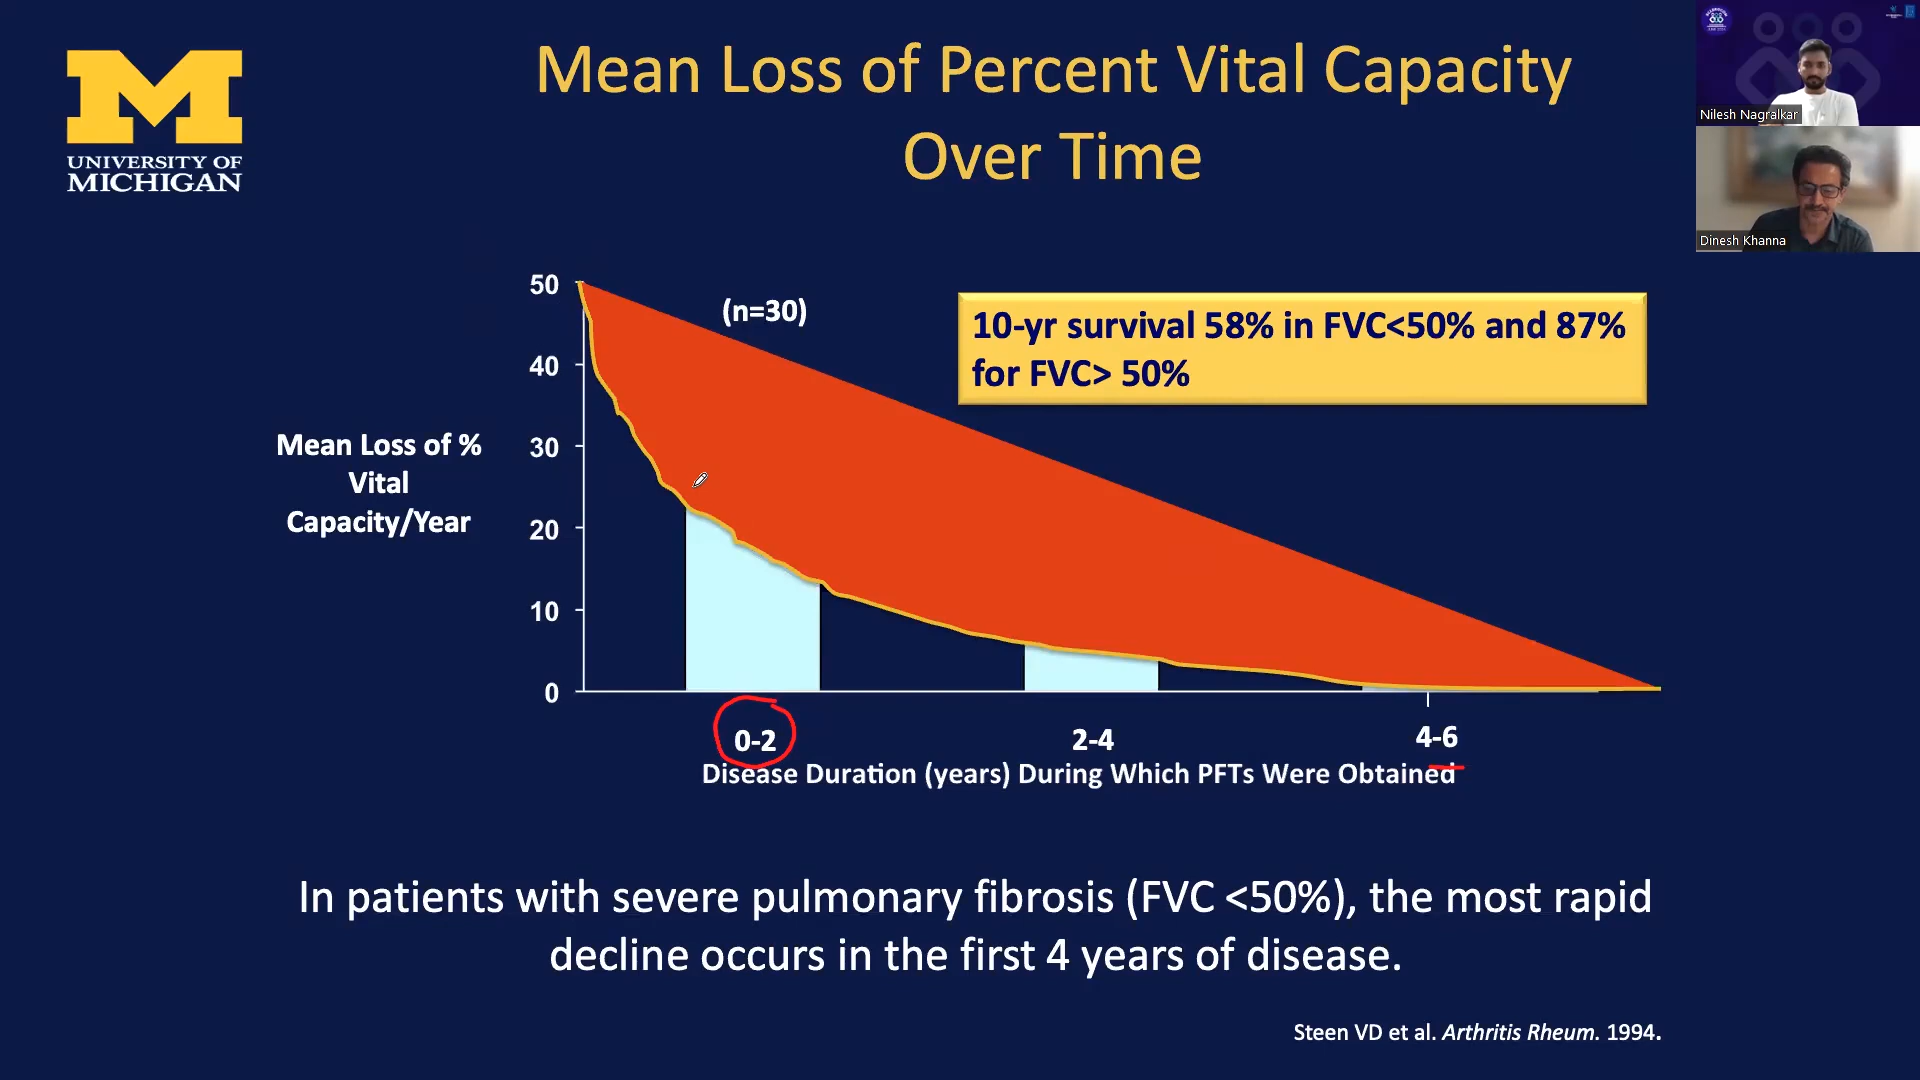 UNIVERSITY OF
MICHIGAN
Mean Loss of Percent Vital Capacity
Over Time
Nilesh Nagralkar
Dinesh Khanna
(n=30)
10-yr survival 58% in FVC<50% and 87%
for FVC> 50%
Mean Loss of %
Vital
Capacity/Year
50
40
30
20
10
0
0-2
2-4
4-6
Disease Duration (years) During Which PFTs Were Obtained
In patients with severe pulmonary fibrosis (FVC <50%), the most rapid
decline occurs in the first 4 years of disease.
Steen VD et al. Arthritis Rheum. 1994.